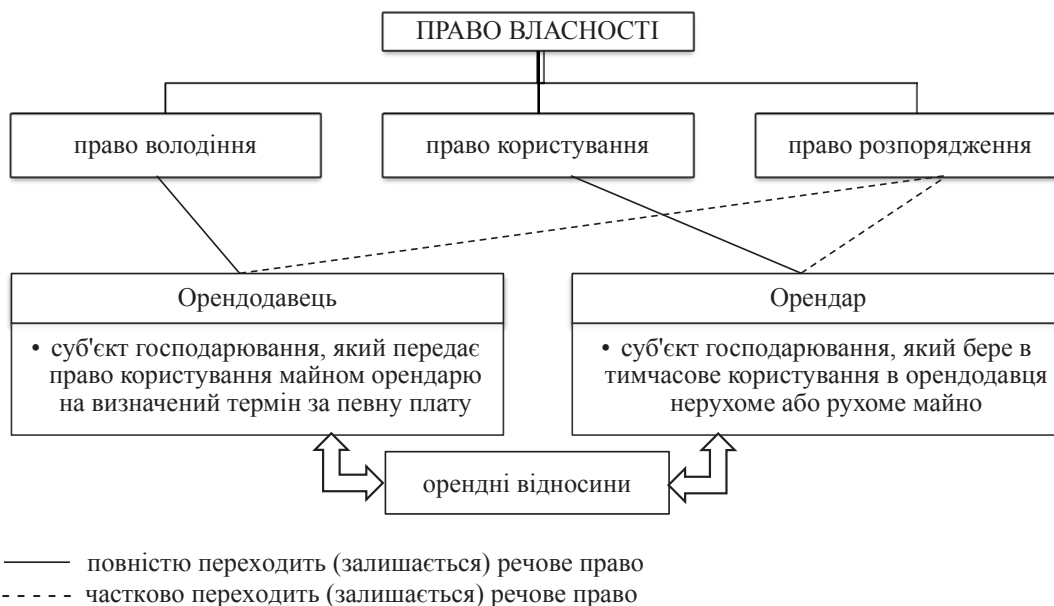 ПРАВО ВЛАСНОСТІ
право володіння
право користування
право розпорядження
Орендодавець
• суб'єкт господарювання, який передає
право користування майном орендарю
на визначений термін за певну плату
Орендар
• суб'єкт господарювання, який бере в
тимчасове користування в орендодавця
нерухоме або рухоме майно
орендні відносини
повністю переходить (залишається) речове право
частково переходить (залишається) речове право